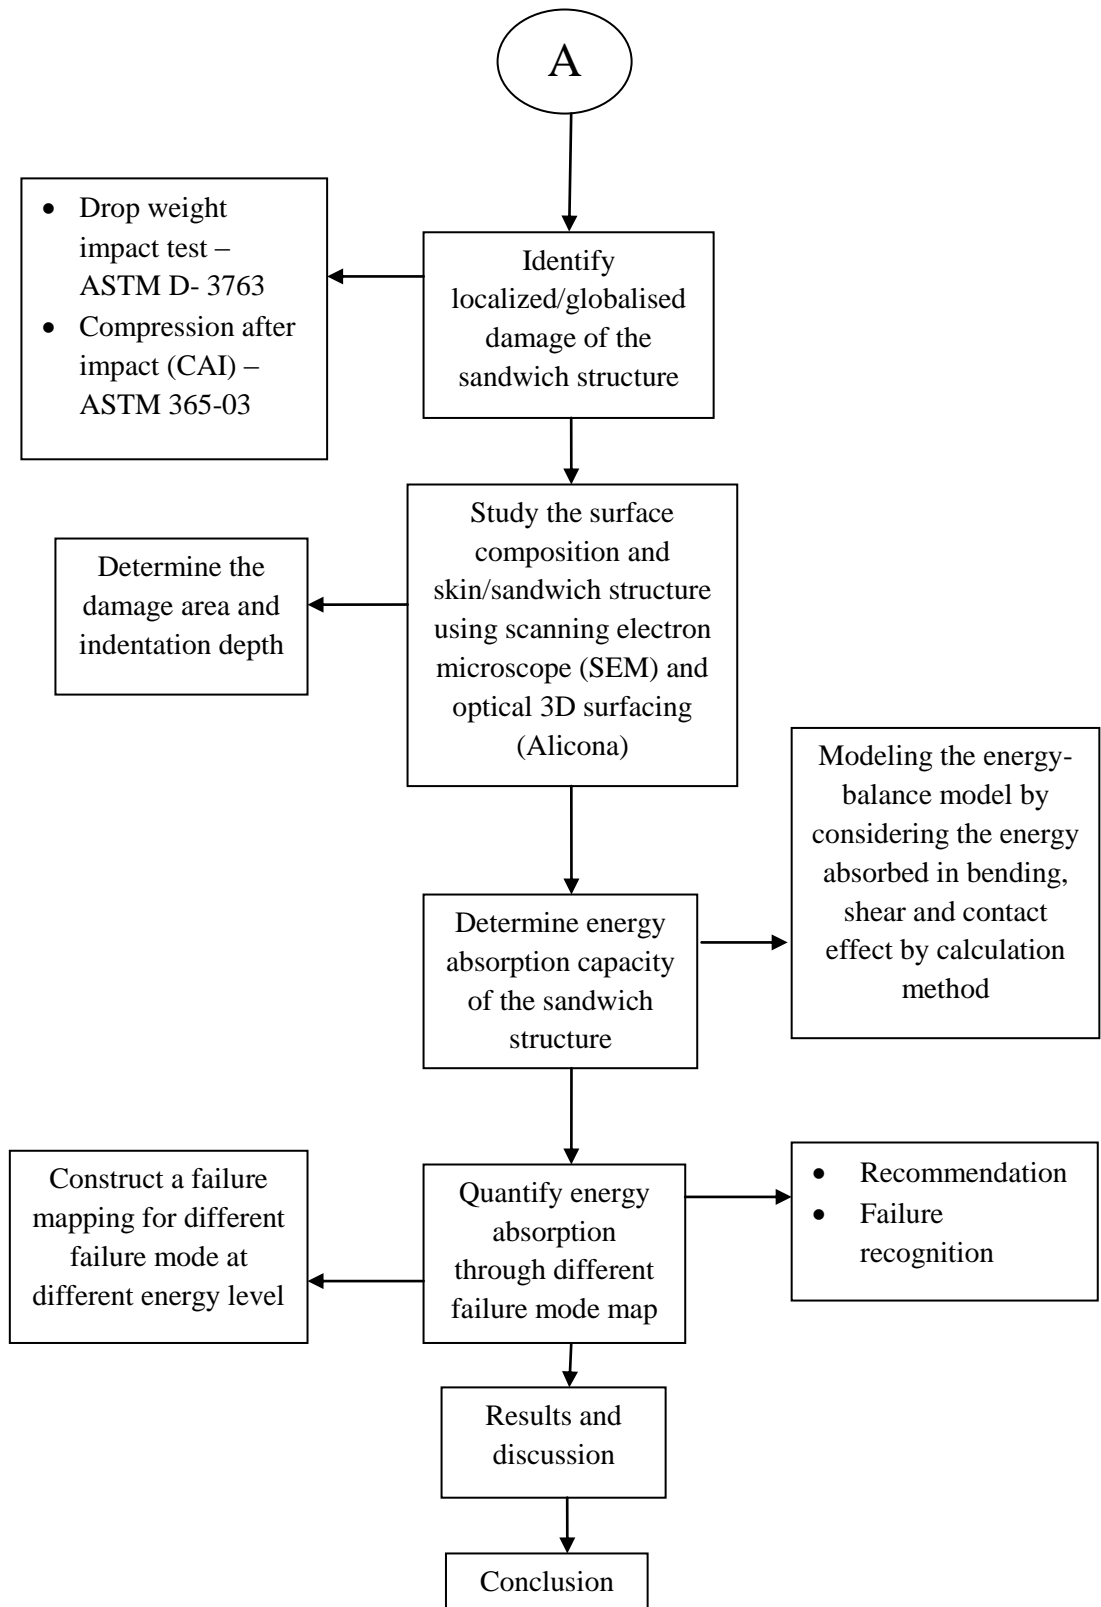 A
• Drop weight
impact test –
ASTM D- 3763
• Compression after
impact (CAI) –
ASTM 365-03
Identify
localized/globalised
damage of the
sandwich structure
Study the surface
composition and
skin/sandwich structure
using scanning electron
microscope (SEM) and
optical 3D surfacing
(Alicona)
Determine the
damage area and
indentation depth
Modeling the energy-
balance model by
considering the energy
absorbed in bending,
shear and contact
effect by calculation
method
Determine energy
absorption capacity
of the sandwich
structure
Construct a failure
mapping for different
failure mode at
different energy level
Quantify energy
absorption
through different
failure mode map
• Recommendation
• Failure
recognition
Results and
discussion
Conclusion